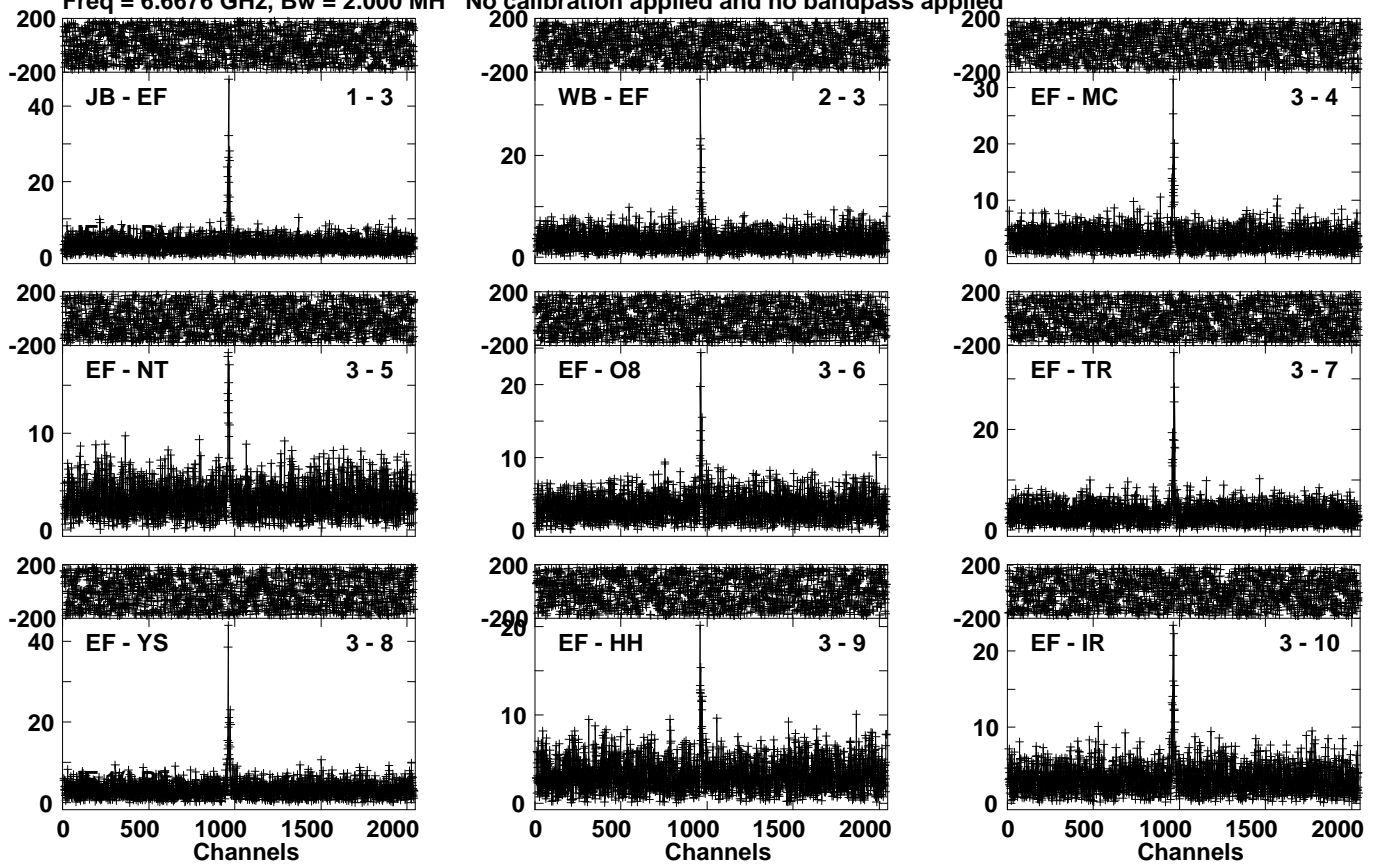 Freq = 6.6676 GHz, Bw = 2.000 MH No calibration applied and no bandpass applied
200 200 200
-200 -200
JB - EF 1 - 3 WB - EF 2 - 3 EF - MC 3 - 4
40 30
20 20 20
10
0 0 0
200 200 200
-200 -200
EF - NT 3 - 5 EF - O8 3 - 6 EF - TR 3 - 7
20 20
10 10
0 0 0
200 200 200
-200 -200 -200
EF - YS 3 - 8 EF - HH 3 - 9 EF - IR 3 - 10
40 20 20
20 10 10
0 0 0
0 500 1000 1500 2000 0 500 1000 1500 2000 0 500 1000 1500 2000
Channels Channels Channels